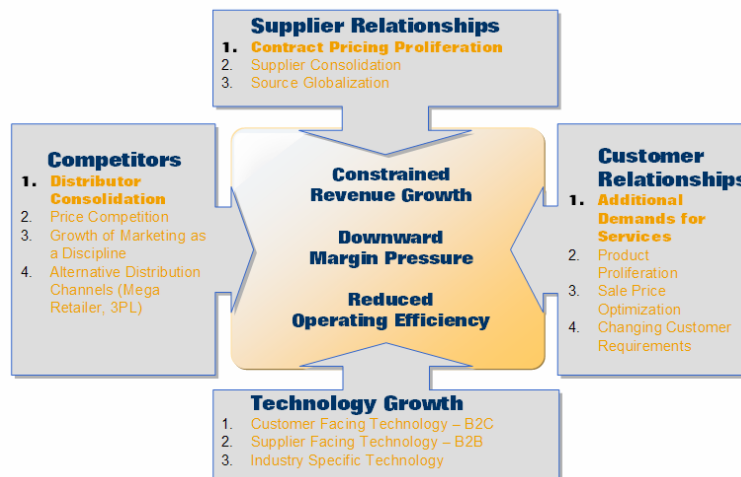 Supplier Relationships
1. Contract Pricing Proliferation
2. Supplier Consolidation
3. Source Globalization
Competitors
1. Distributor
Consolidation
2. Price Competition
3. Growth of Marketing as
a Discipline
4. Alternative Distribution
Channels (Mega
Retailer, 3PL)
Constrained
Revenue Growth
Downward
Margin Pressure
Reduced
Operating Efficiency
Customer
Relationships
1. Additional
Demands for
Services
2. Product
Proliferation
3. Sale Price
Optimization
4. Changing Customer
Requirements
Technology Growth
1. Customer Facing Technology – B2C
2. Supplier Facing Technology – B2B
3. Industry Specific Technology